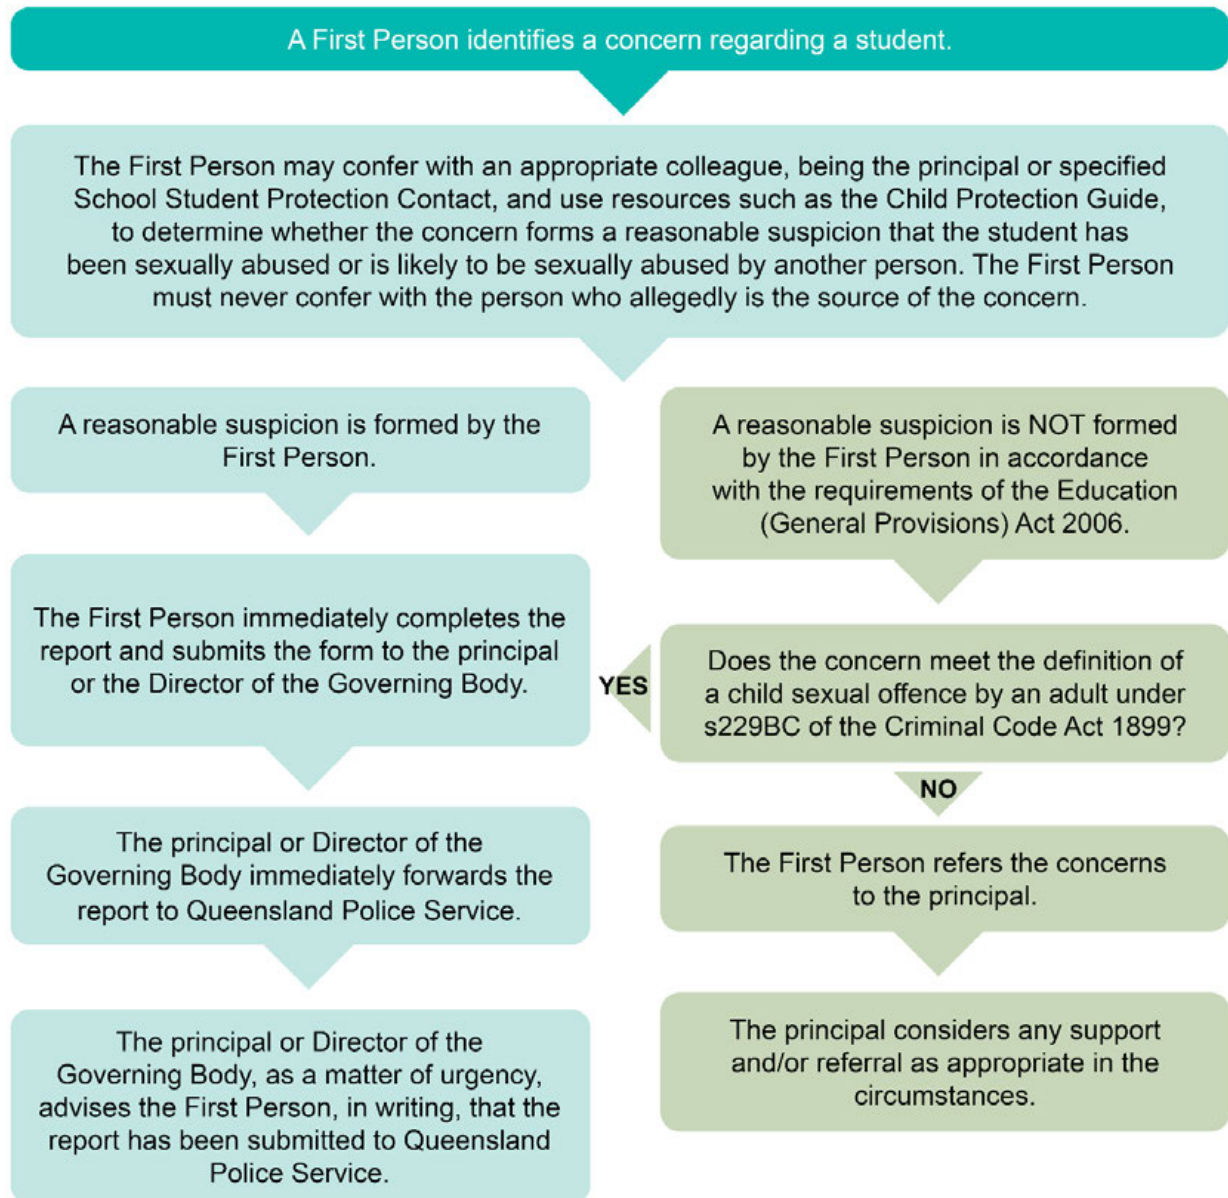 A First Person identifies a concern regarding a student.
The First Person may confer with an appropriate colleague, being the principal or specified
School Student Protection Contact, and use resources such as the Child Protection Guide,
to determine whether the concern forms a reasonable suspicion that the student has
been sexually abused or is likely to be sexually abused by another person. The First Person
must never confer with the person who allegedly is the source of the concern.
A reasonable suspicion is formed by the
First Person.
The First Person immediately completes the
report and submits the form to the principal
or the Director of the Governing Body.
The principal or Director of the
Governing Body immediately forwards the
report to Queensland Police Service.
The principal or Director of the
Governing Body, as a matter of urgency,
advises the First Person, in writing, that the
report has been submitted to Queensland
Police Service.
A reasonable suspicion is NOT formed
by the First Person in accordance
with the requirements of the Education
(General Provisions) Act 2006.
Does the concern meet the definition of
a child sexual offence by an adult under
s229BC of the Criminal Code Act 1899?
YES
NO
The First Person refers the concerns
to the principal.
The principal considers any support
and/or referral as appropriate in the
circumstances.